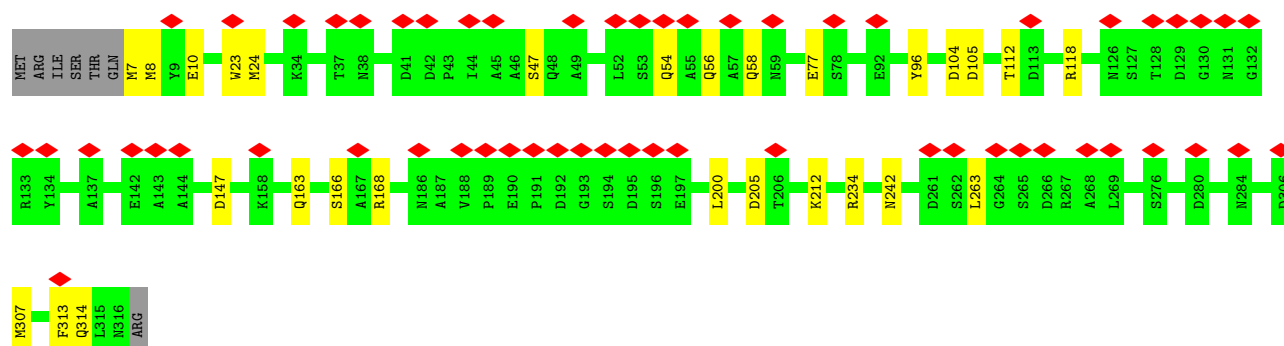 MET ARG ILE SER THR GLN M7 M8 Y9 E10 W23 M24 K34 T37 N38 D41 D42 P43 I44 A45 A46 S47 Q48 A49 L52 S53 Q54 A55 Q56 A57 Q58 N59 E77 S78 E92 Y96 D104 D105 T112 D113 R118 N126 S127 T128 D129 G130 N131 G132
R133 Y134 A137 E142 A143 A144 D147 K158 Q163 S166 A167 R168 N186 A187 V188 P189 E190 P191 D192 G193 S194 D195 S196 E197 L200 D205 T206 K212 R234 N242 D261 S262 L263 G264 S265 D266 R267 A268 L269 S276 D280 N284 D306
M307 F313 Q314 L315 N316 ARG